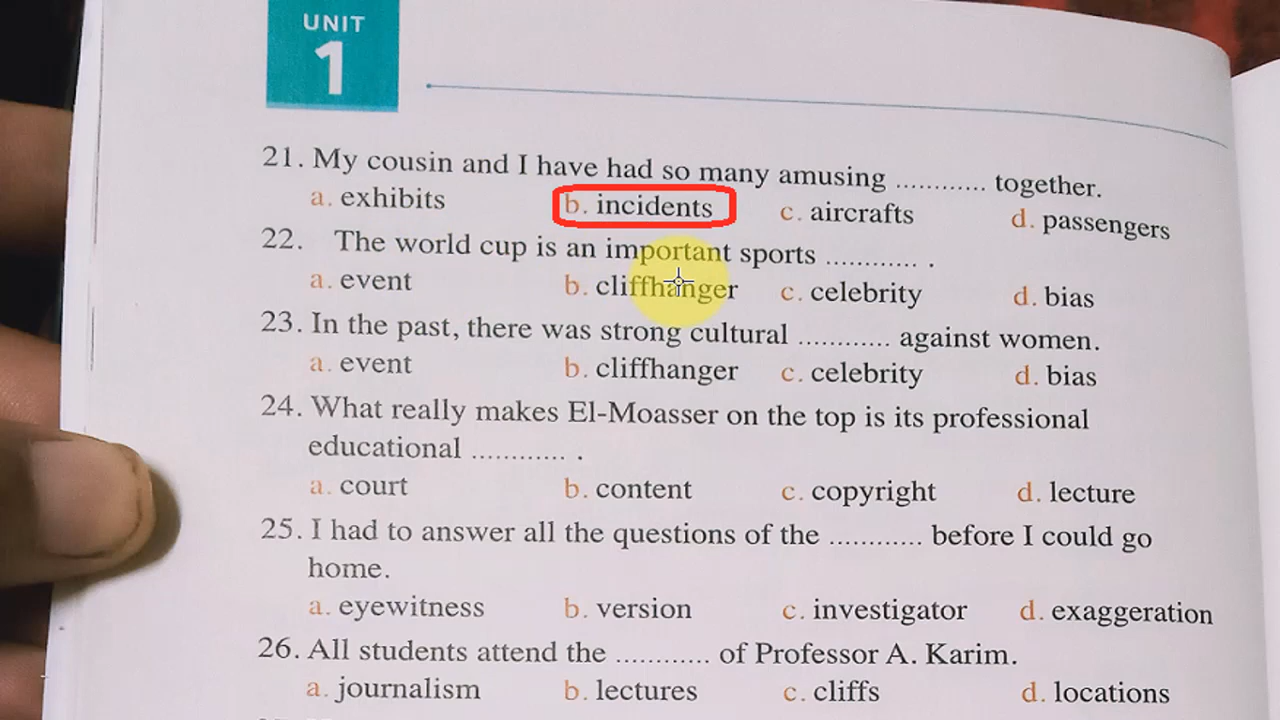 UNIT
1
21. My cousin and I have had so many amusing ............ together.
a. exhibits b. incidents c. aircrafts d. passengers
22. The world cup is an important sports ............ .
a. event b. cliffhanger c. celebrity d. bias
23. In the past, there was strong cultural ............ against women.
a. event b. cliffhanger c. celebrity d. bias
24. What really makes El-Moasser on the top is its professional
educational ............ .
a. court b. content c. copyright d. lecture
25. I had to answer all the questions of the ............ before I could go
home.
a. eyewitness b. version c. investigator d. exaggeration
26. All students attend the ............ of Professor A. Karim.
a. journalism b. lectures c. cliffs d. locations